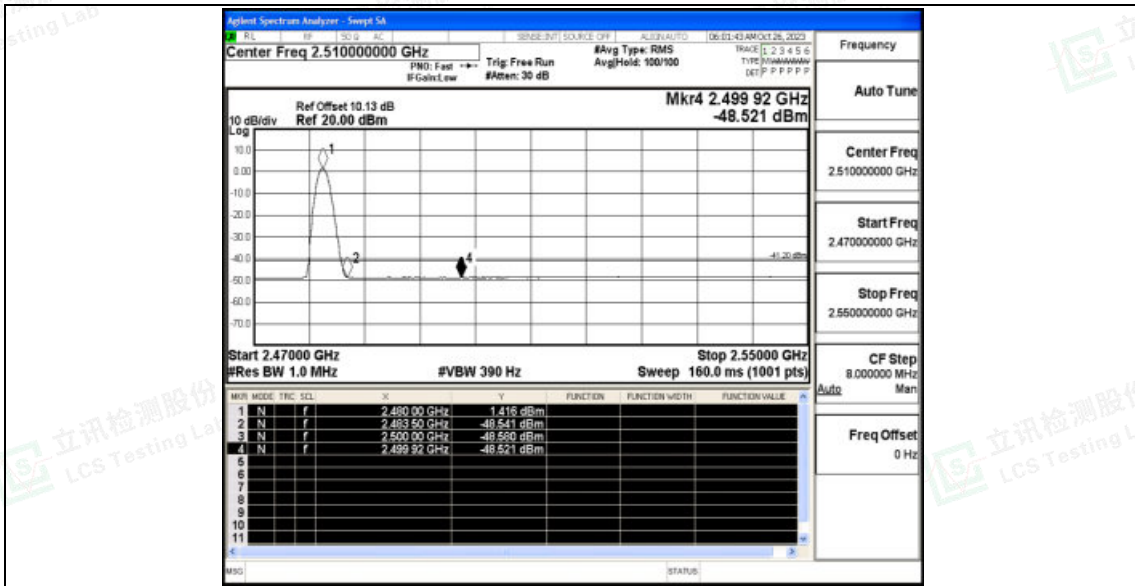 Agilent Spectrum Analyzer - Swept SA
RL RF 50 Ω AC SENSE:INT SOURCE OFF ALIGNAUTO 06:01:43 AM Oct 26, 2023
Center Freq 2.510000000 GHz
PNO: Fast
IFGain:Low
Trig: Free Run
#Atten: 30 dB
#Avg Type: RMS
Avg|Hold: 100/100
TRACE 1 2 3 4 5 6
TYPE
DET P P P P P P
Frequency
Auto Tune
Center Freq
2.510000000 GHz
Start Freq
2.470000000 GHz
Stop Freq
2.550000000 GHz
CF Step
8.000000 MHz
Auto Man
Freq Offset
0 Hz
Mkr4 2.499 92 GHz
-48.521 dBm
Ref Offset 10.13 dB
10 dB/div Ref 20.00 dBm
Log
10.0
0.00
-10.0
-20.0
-30.0
-40.0
-50.0
-60.0
-70.0
1
2
4
-41.20 dBm
Start 2.47000 GHz Stop 2.55000 GHz
#Res BW 1.0 MHz #VBW 390 Hz Sweep 160.0 ms (1001 pts)
MKR MODE TRC SCL X Y FUNCTION FUNCTION WIDTH FUNCTION VALUE
1 N f 2.480 00 GHz 1.416 dBm
2 N f 2.483 50 GHz -48.541 dBm
3 N f 2.500 00 GHz -48.580 dBm
4 N f 2.499 92 GHz -48.521 dBm
5
6
7
8
9
10
11
MSG STATUS
立讯检测股份
LCS Testing Lab
立讯检测股份
LCS Testing L
sting Lab